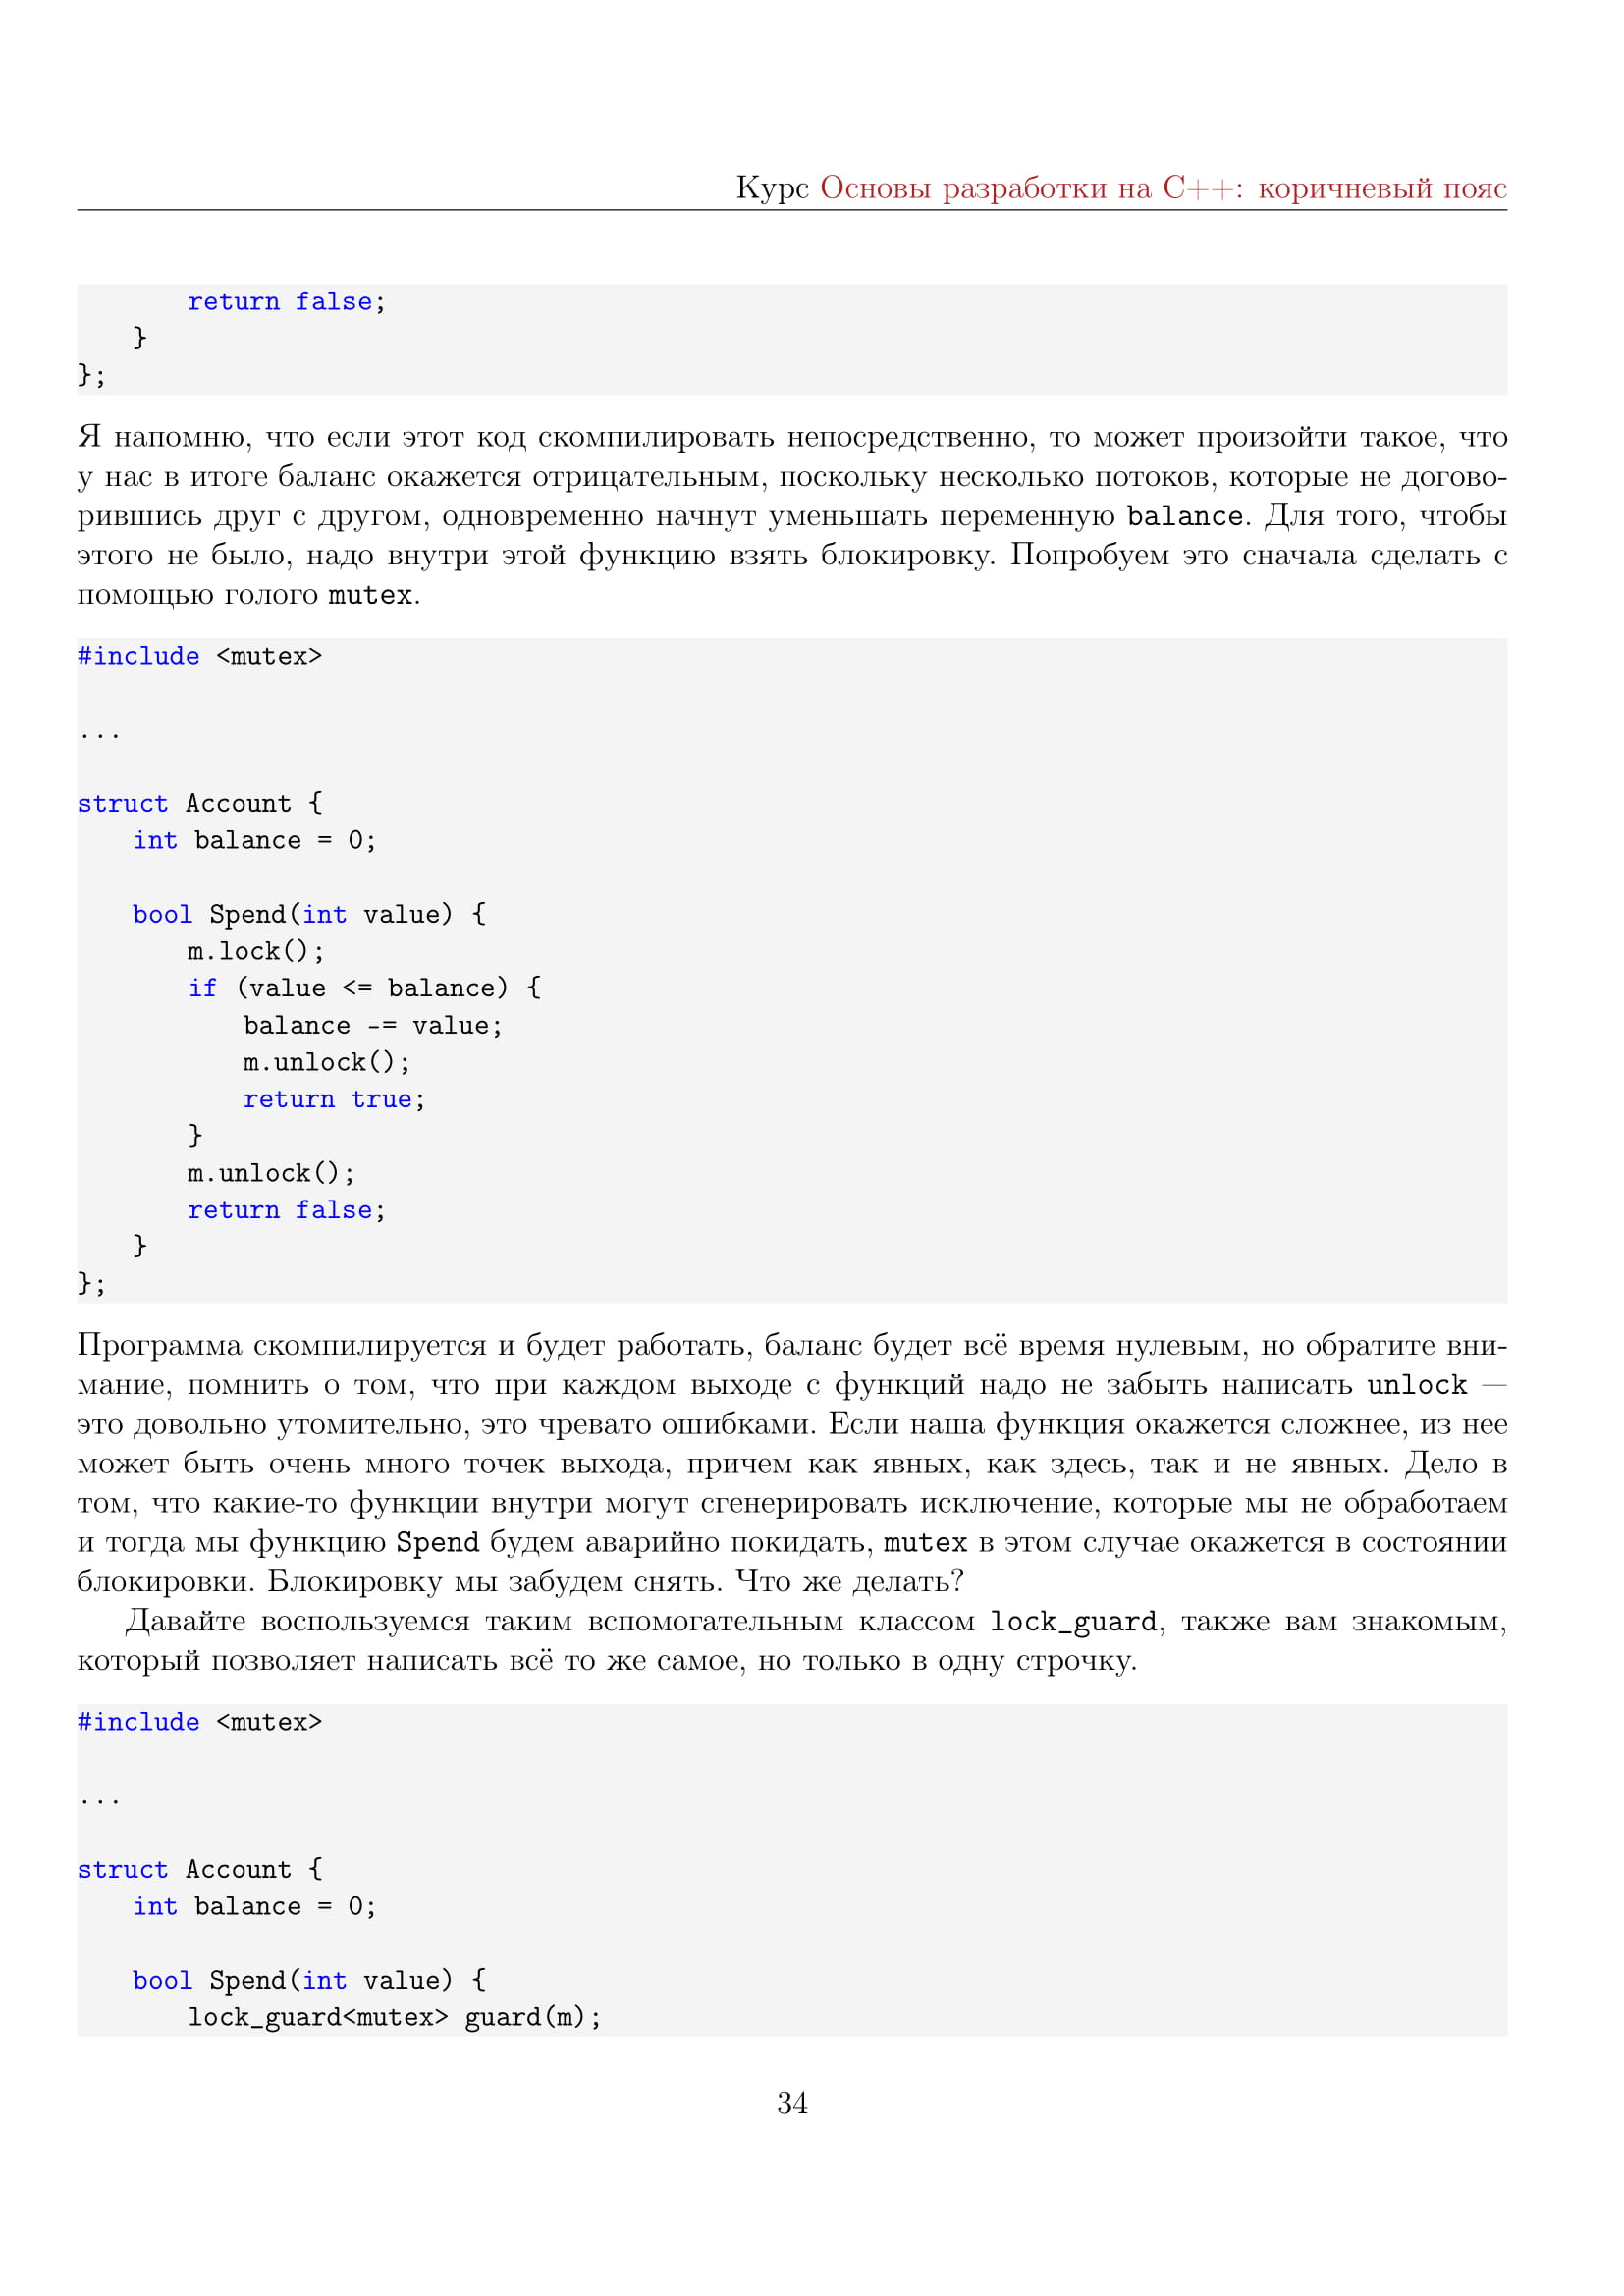 Курс Основы разработки на C++: коричневый пояс
return false;
}
};
Я напомню, что если этот код скомпилировать непосредственно, то может произойти такое, что
у нас в итоге баланс окажется отрицательным, поскольку несколько потоков, которые не догово-
рившись друг с другом, одновременно начнут уменьшать переменную balance. Для того, чтобы
этого не было, надо внутри этой функцию взять блокировку. Попробуем это сначала сделать с
помощью голого mutex.
#include <mutex>
...
struct Account {
int balance = 0;
bool Spend(int value) {
m.lock();
if (value <= balance) {
balance -= value;
m.unlock();
return true;
}
m.unlock();
return false;
}
};
Программа скомпилируется и будет работать, баланс будет всё время нулевым, но обратите вни-
мание, помнить о том, что при каждом выходе с функций надо не забыть написать unlock —
это довольно утомительно, это чревато ошибками. Если наша функция окажется сложнее, из нее
может быть очень много точек выхода, причем как явных, как здесь, так и не явных. Дело в
том, что какие-то функции внутри могут сгенерировать исключение, которые мы не обработаем
и тогда мы функцию Spend будем аварийно покидать, mutex в этом случае окажется в состоянии
блокировки. Блокировку мы забудем снять. Что же делать?
Давайте воспользуемся таким вспомогательным классом lock_guard, также вам знакомым,
который позволяет написать всё то же самое, но только в одну строчку.
#include <mutex>
...
struct Account {
int balance = 0;
bool Spend(int value) {
lock_guard<mutex> guard(m);
34